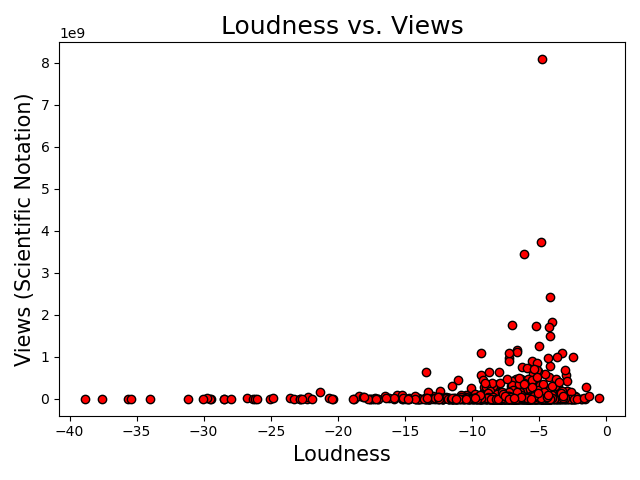 Loudness vs. Views
1e9
8
7
6
5
4
3
2
1
0
Views (Scientific Notation)
−40 −35 −30 −25 −20 −15 −10 −5 0
Loudness